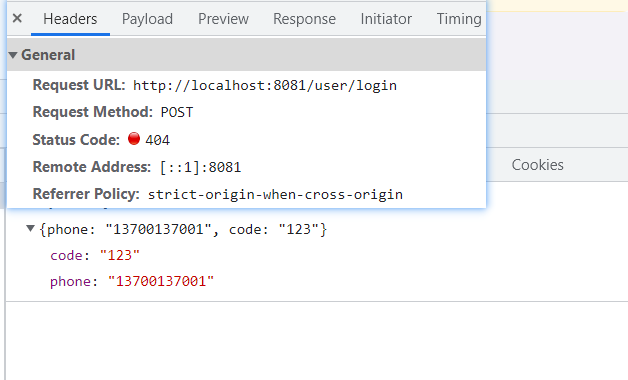 × Headers Payload Preview Response Initiator Timing
General
Request URL: http://localhost:8081/user/login
Request Method: POST
Status Code: 404
Remote Address: [::1]:8081
Cookies
Referrer Policy: strict-origin-when-cross-origin
{phone: "13700137001", code: "123"}
code: "123"
phone: "13700137001"